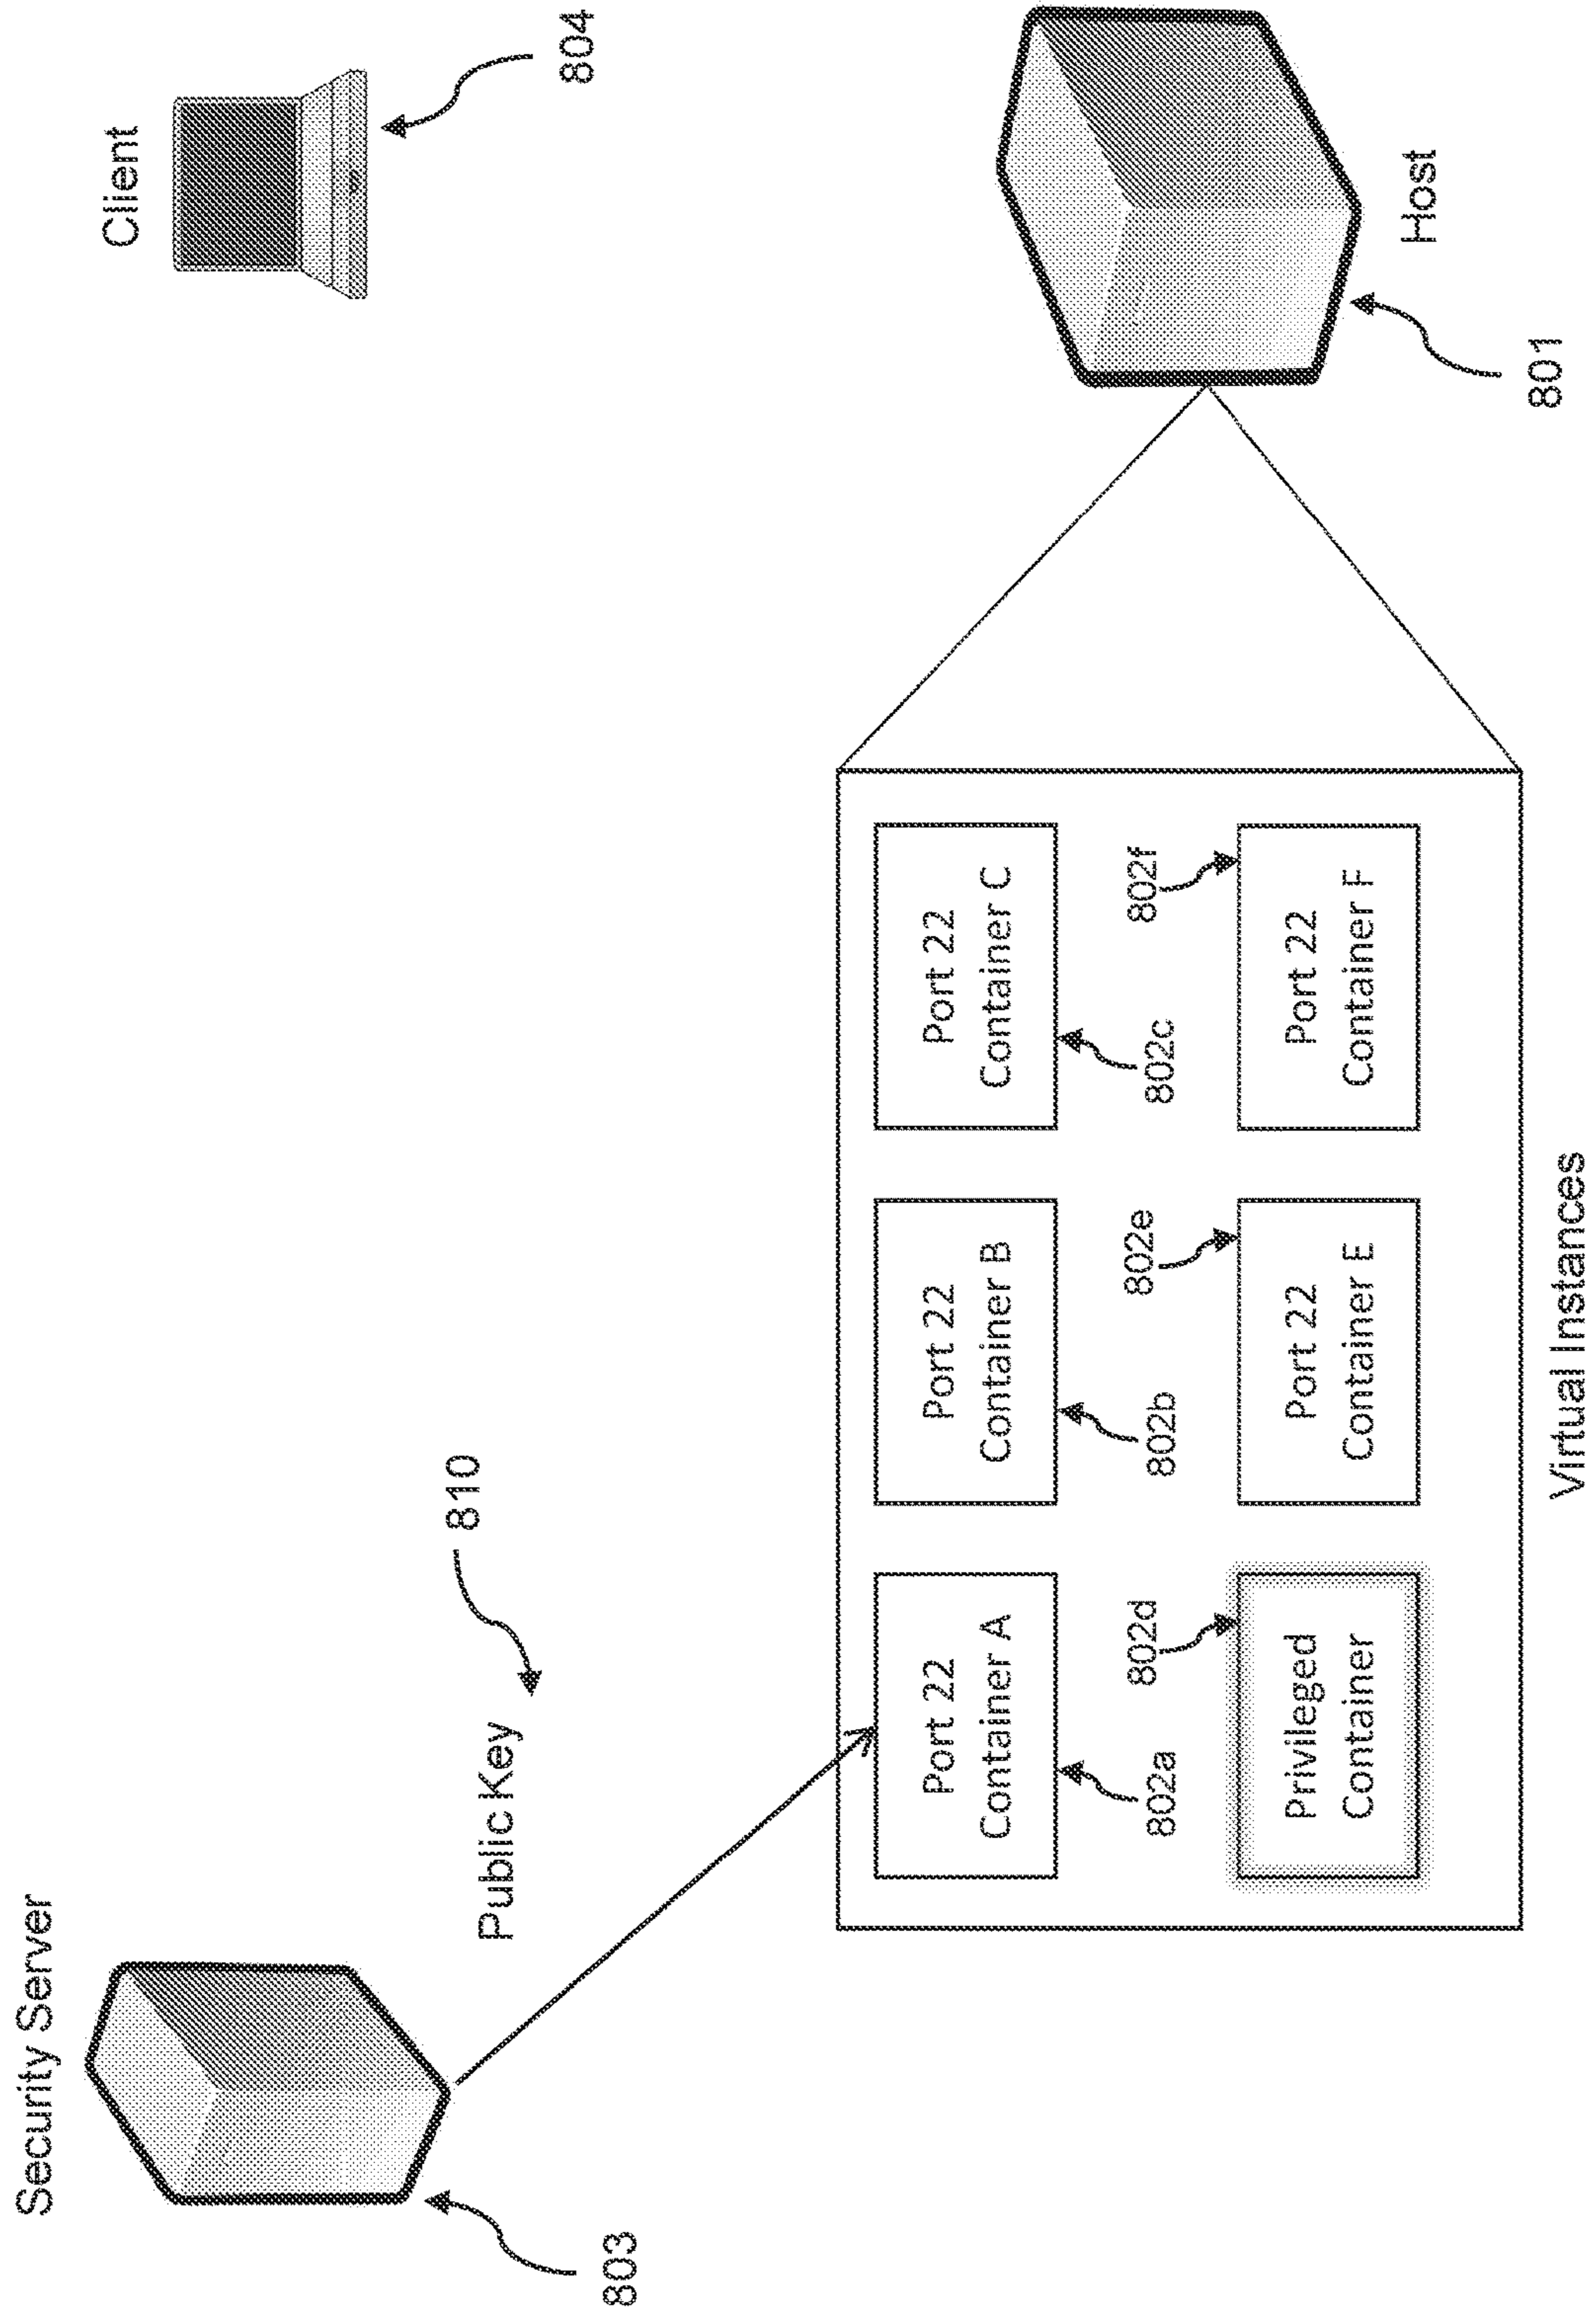 Security Server
Client
803
Public Key
810
804
Port 22
Container A
Port 22
Container B
Port 22
Container C
802a
802b
802c
802d
802e
802f
Privileged
Container
Port 22
Container E
Port 22
Container F
Virtual Instances
Host
801